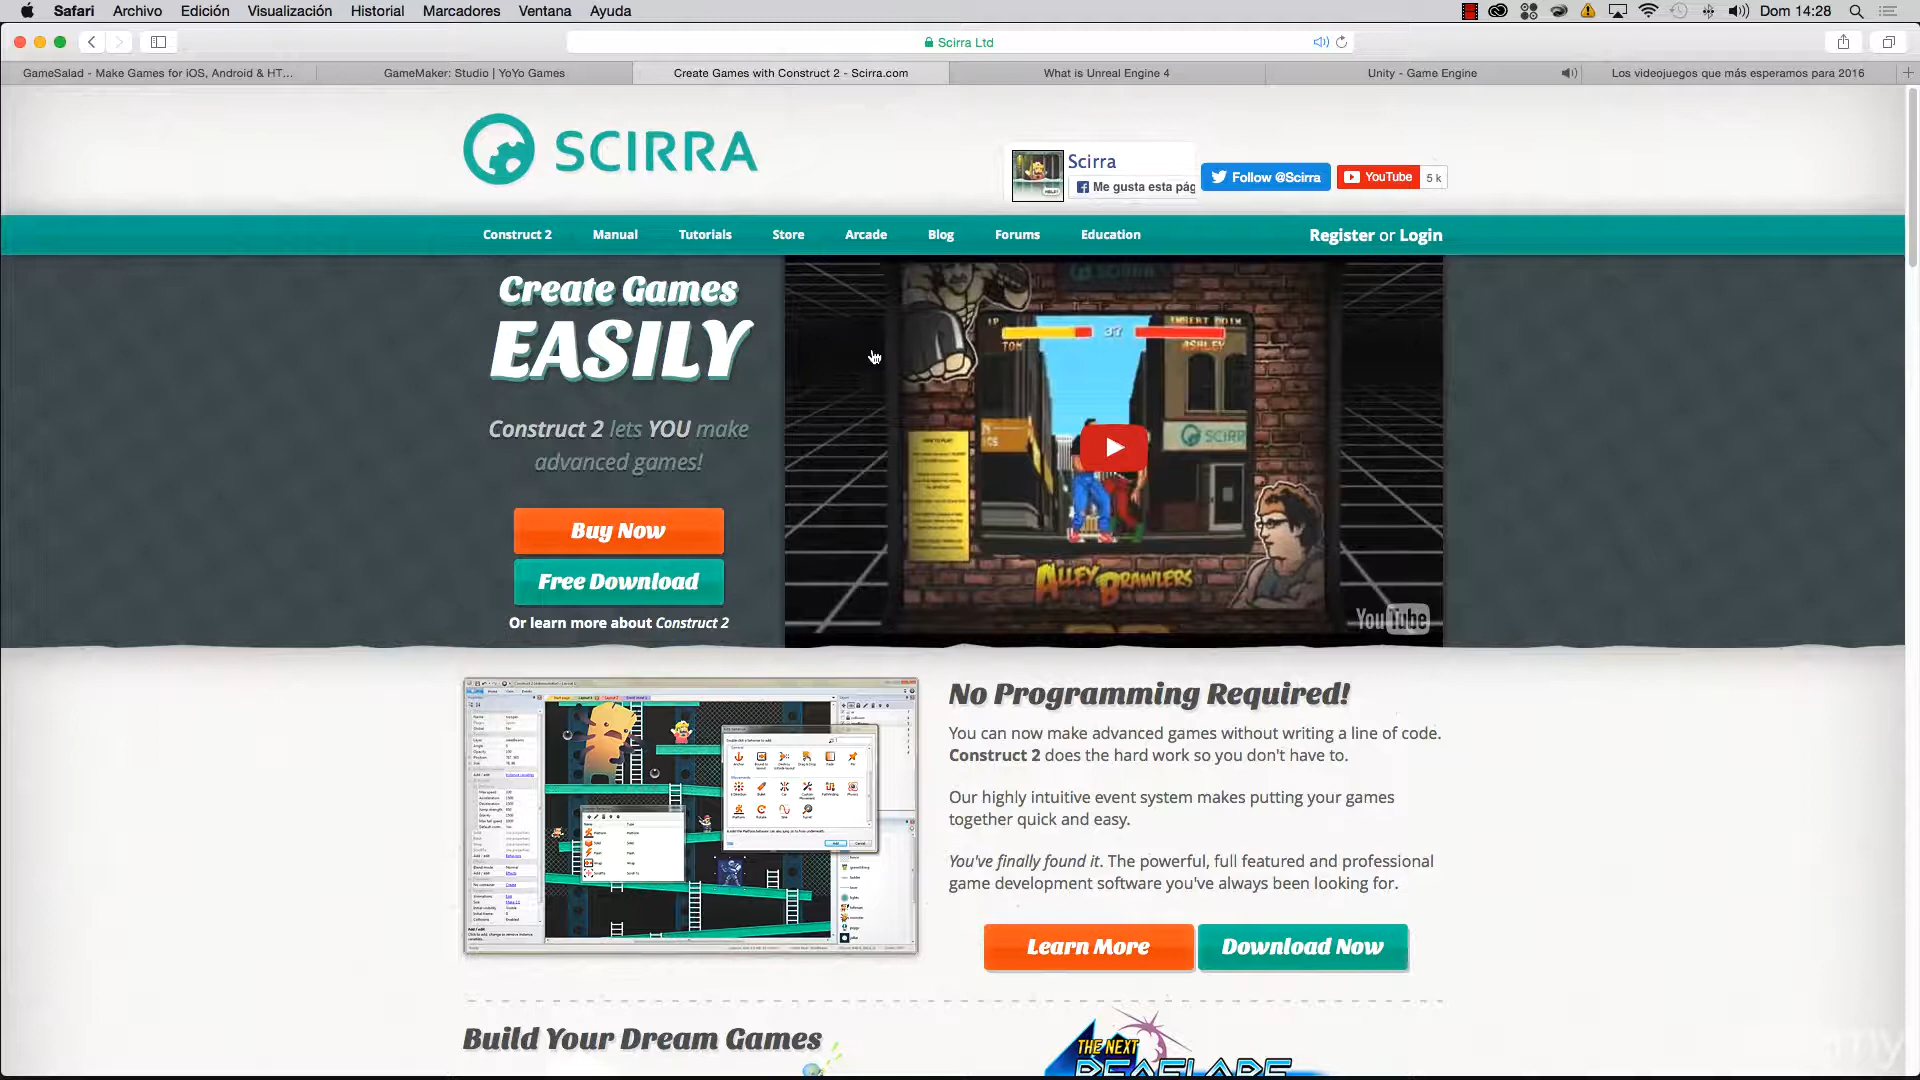 Safari Archivo Edición Visualización Historial Marcadores Ventana Ayuda Dom 14:28
Scirra Ltd
GameSalad - Make Games for iOS, Android & HT... GameMaker: Studio | YoYo Games Create Games with Construct 2 - Scirra.com What is Unreal Engine 4 Unity - Game Engine Los videojuegos que más esperamos para 2016
SCIRRA
Scirra
Me gusta esta pág
Follow @Scirra
YouTube 5 k
Construct 2 Manual Tutorials Store Arcade Blog Forums Education Register or Login
Create Games
EASILY
Construct 2 lets YOU make
advanced games!
Buy Now
Free Download
Or learn more about Construct 2
SCIRRA
1P 37 INSERT COIN
TOM ASHLEY
SCIRR
ALLEY BRAWLERS
YouTube
No Programming Required!
You can now make advanced games without writing a line of code.
Construct 2 does the hard work so you don't have to.
Our highly intuitive event system makes putting your games
together quick and easy.
You've finally found it. The powerful, full featured and professional
game development software you've always been looking for.
Learn More Download Now
Build Your Dream Games
THE NEXT